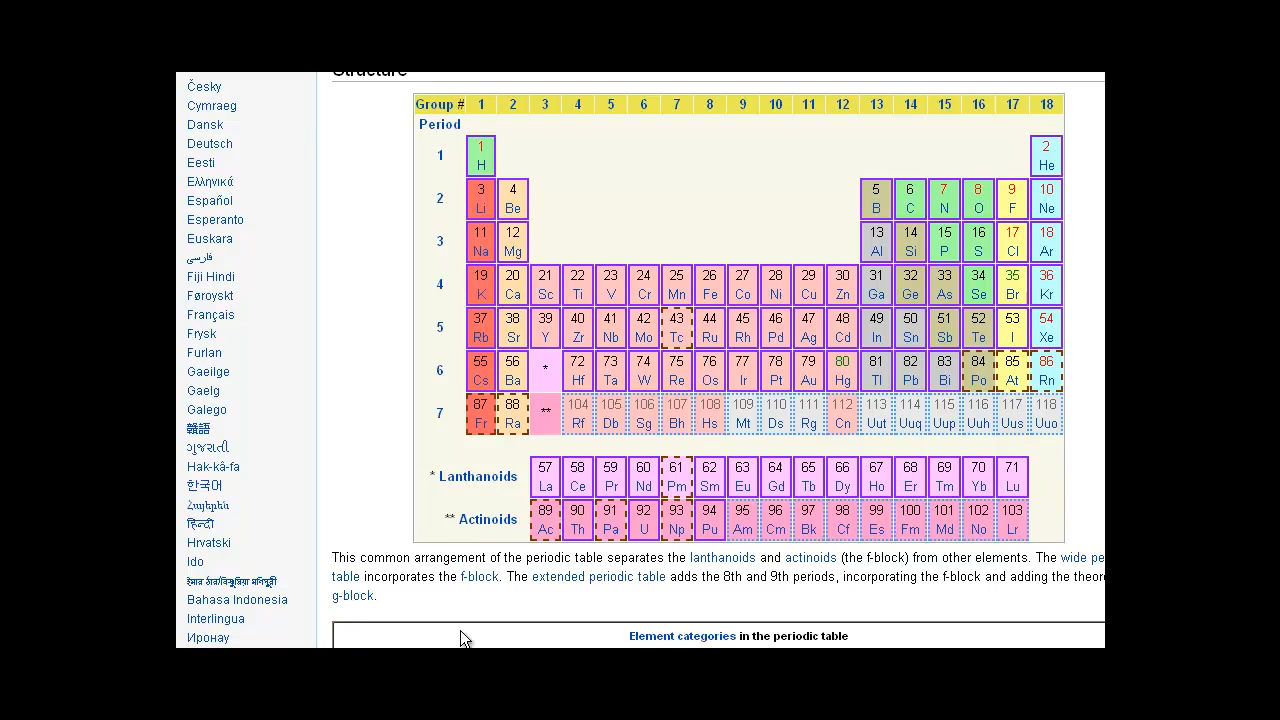 Structure
Česky
Cymraeg
Dansk
Deutsch
Eesti
Ελληνικά
Español
Esperanto
Euskara
فارسی
Fiji Hindi
Føroyskt
Français
Frysk
Furlan
Gaeilge
Gaelg
Galego
贛語
ગુજરાતી
Hak-kâ-fa
한국어
Հայերեն
हिन्दी
Hrvatski
Ido
Bahasa Indonesia
Interlingua
Иронау
Group # 1 2 3 4 5 6 7 8 9 10 11 12 13 14 15 16 17 18
Period
1 1 2
H He
2 3 4 5 6 7 8 9 10
Li Be B C N O F Ne
3 11 12 13 14 15 16 17 18
Na Mg Al Si P S Cl Ar
4 19 20 21 22 23 24 25 26 27 28 29 30 31 32 33 34 35 36
K Ca Sc Ti V Cr Mn Fe Co Ni Cu Zn Ga Ge As Se Br Kr
5 37 38 39 40 41 42 43 44 45 46 47 48 49 50 51 52 53 54
Rb Sr Y Zr Nb Mo Tc Ru Rh Pd Ag Cd In Sn Sb Te I Xe
6 55 56 * 72 73 74 75 76 77 78 79 80 81 82 83 84 85 86
Cs Ba Hf Ta W Re Os Ir Pt Au Hg Tl Pb Bi Po At Rn
7 87 88 ** 104 105 106 107 108 109 110 111 112 113 114 115 116 117 118
Fr Ra Rf Db Sg Bh Hs Mt Ds Rg Cn Uut Uuq Uup Uuh Uus Uuo
* Lanthanoids 57 58 59 60 61 62 63 64 65 66 67 68 69 70 71
La Ce Pr Nd Pm Sm Eu Gd Tb Dy Ho Er Tm Yb Lu
** Actinoids 89 90 91 92 93 94 95 96 97 98 99 100 101 102 103
Ac Th Pa U Np Pu Am Cm Bk Cf Es Fm Md No Lr
This common arrangement of the periodic table separates the lanthanoids and actinoids (the f-block) from other elements. The wide pe
table incorporates the f-block. The extended periodic table adds the 8th and 9th periods, incorporating the f-block and adding the theor
g-block.
Element categories in the periodic table